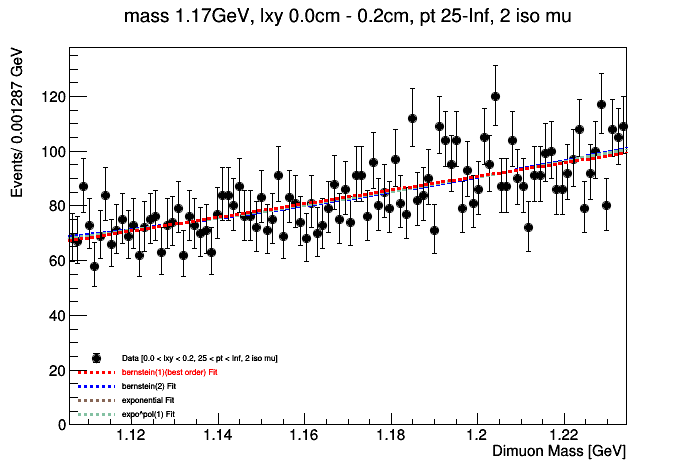 mass 1.17GeV, lxy 0.0cm - 0.2cm, pt 25-Inf, 2 iso mu
Events/ 0.001287 GeV
120
100
80
60
40
20
0
Data [0.0 < lxy < 0.2, 25 < pt < Inf, 2 iso mu]
bernstein(1)(best order) Fit
bernstein(2) Fit
exponential Fit
expo*pol(1) Fit
1.12 1.14 1.16 1.18 1.2 1.22
Dimuon Mass [GeV]